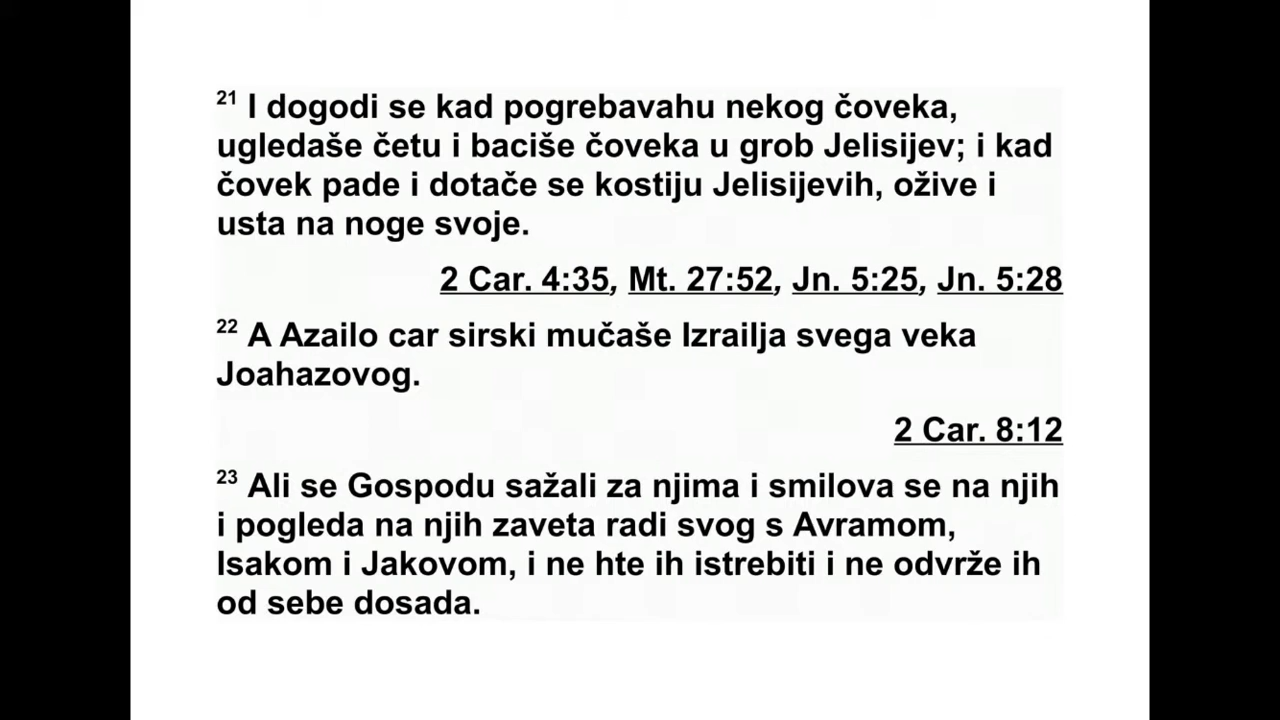 21 I dogodi se kad pogrebavahu nekog čoveka,
ugledaše četu i baciše čoveka u grob Jelisijev; i kad
čovek pade i dotače se kostiju Jelisijevih, ožive i
usta na noge svoje.
2 Car. 4:35, Mt. 27:52, Jn. 5:25, Jn. 5:28
22 A Azailo car sirski mučaše Izrailja svega veka
Joahazovog.
2 Car. 8:12
23 Ali se Gospodu sažali za njima i smilova se na njih
i pogleda na njih zaveta radi svog s Avramom,
Isakom i Jakovom, i ne hte ih istrebiti i ne odvrže ih
od sebe dosada.